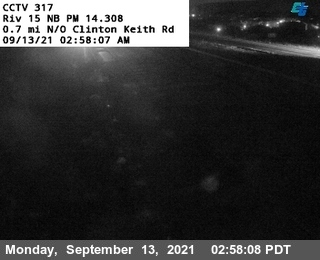 CCTV 317
Riv 15 NB PM 14.308
0.7 mi N/O Clinton Keith Rd
09/13/21 02:58:07 AM
Monday, September 13, 2021 02:58:08 PDT